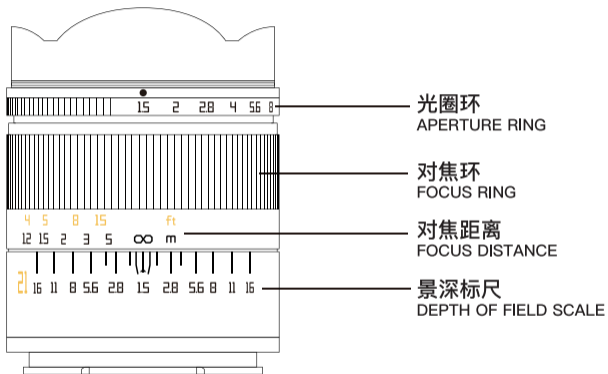 1.5 2 2.8 4 5.6 8
光圈环
APERTURE RING
对焦环
FOCUS RING
4 5 8 15 ft
1.2 1.5 2 3 5 ∞ m
对焦距离
FOCUS DISTANCE
21 16 11 8 5.6 2.8 1.5 2.8 5.6 8 11 16
景深标尺
DEPTH OF FIELD SCALE